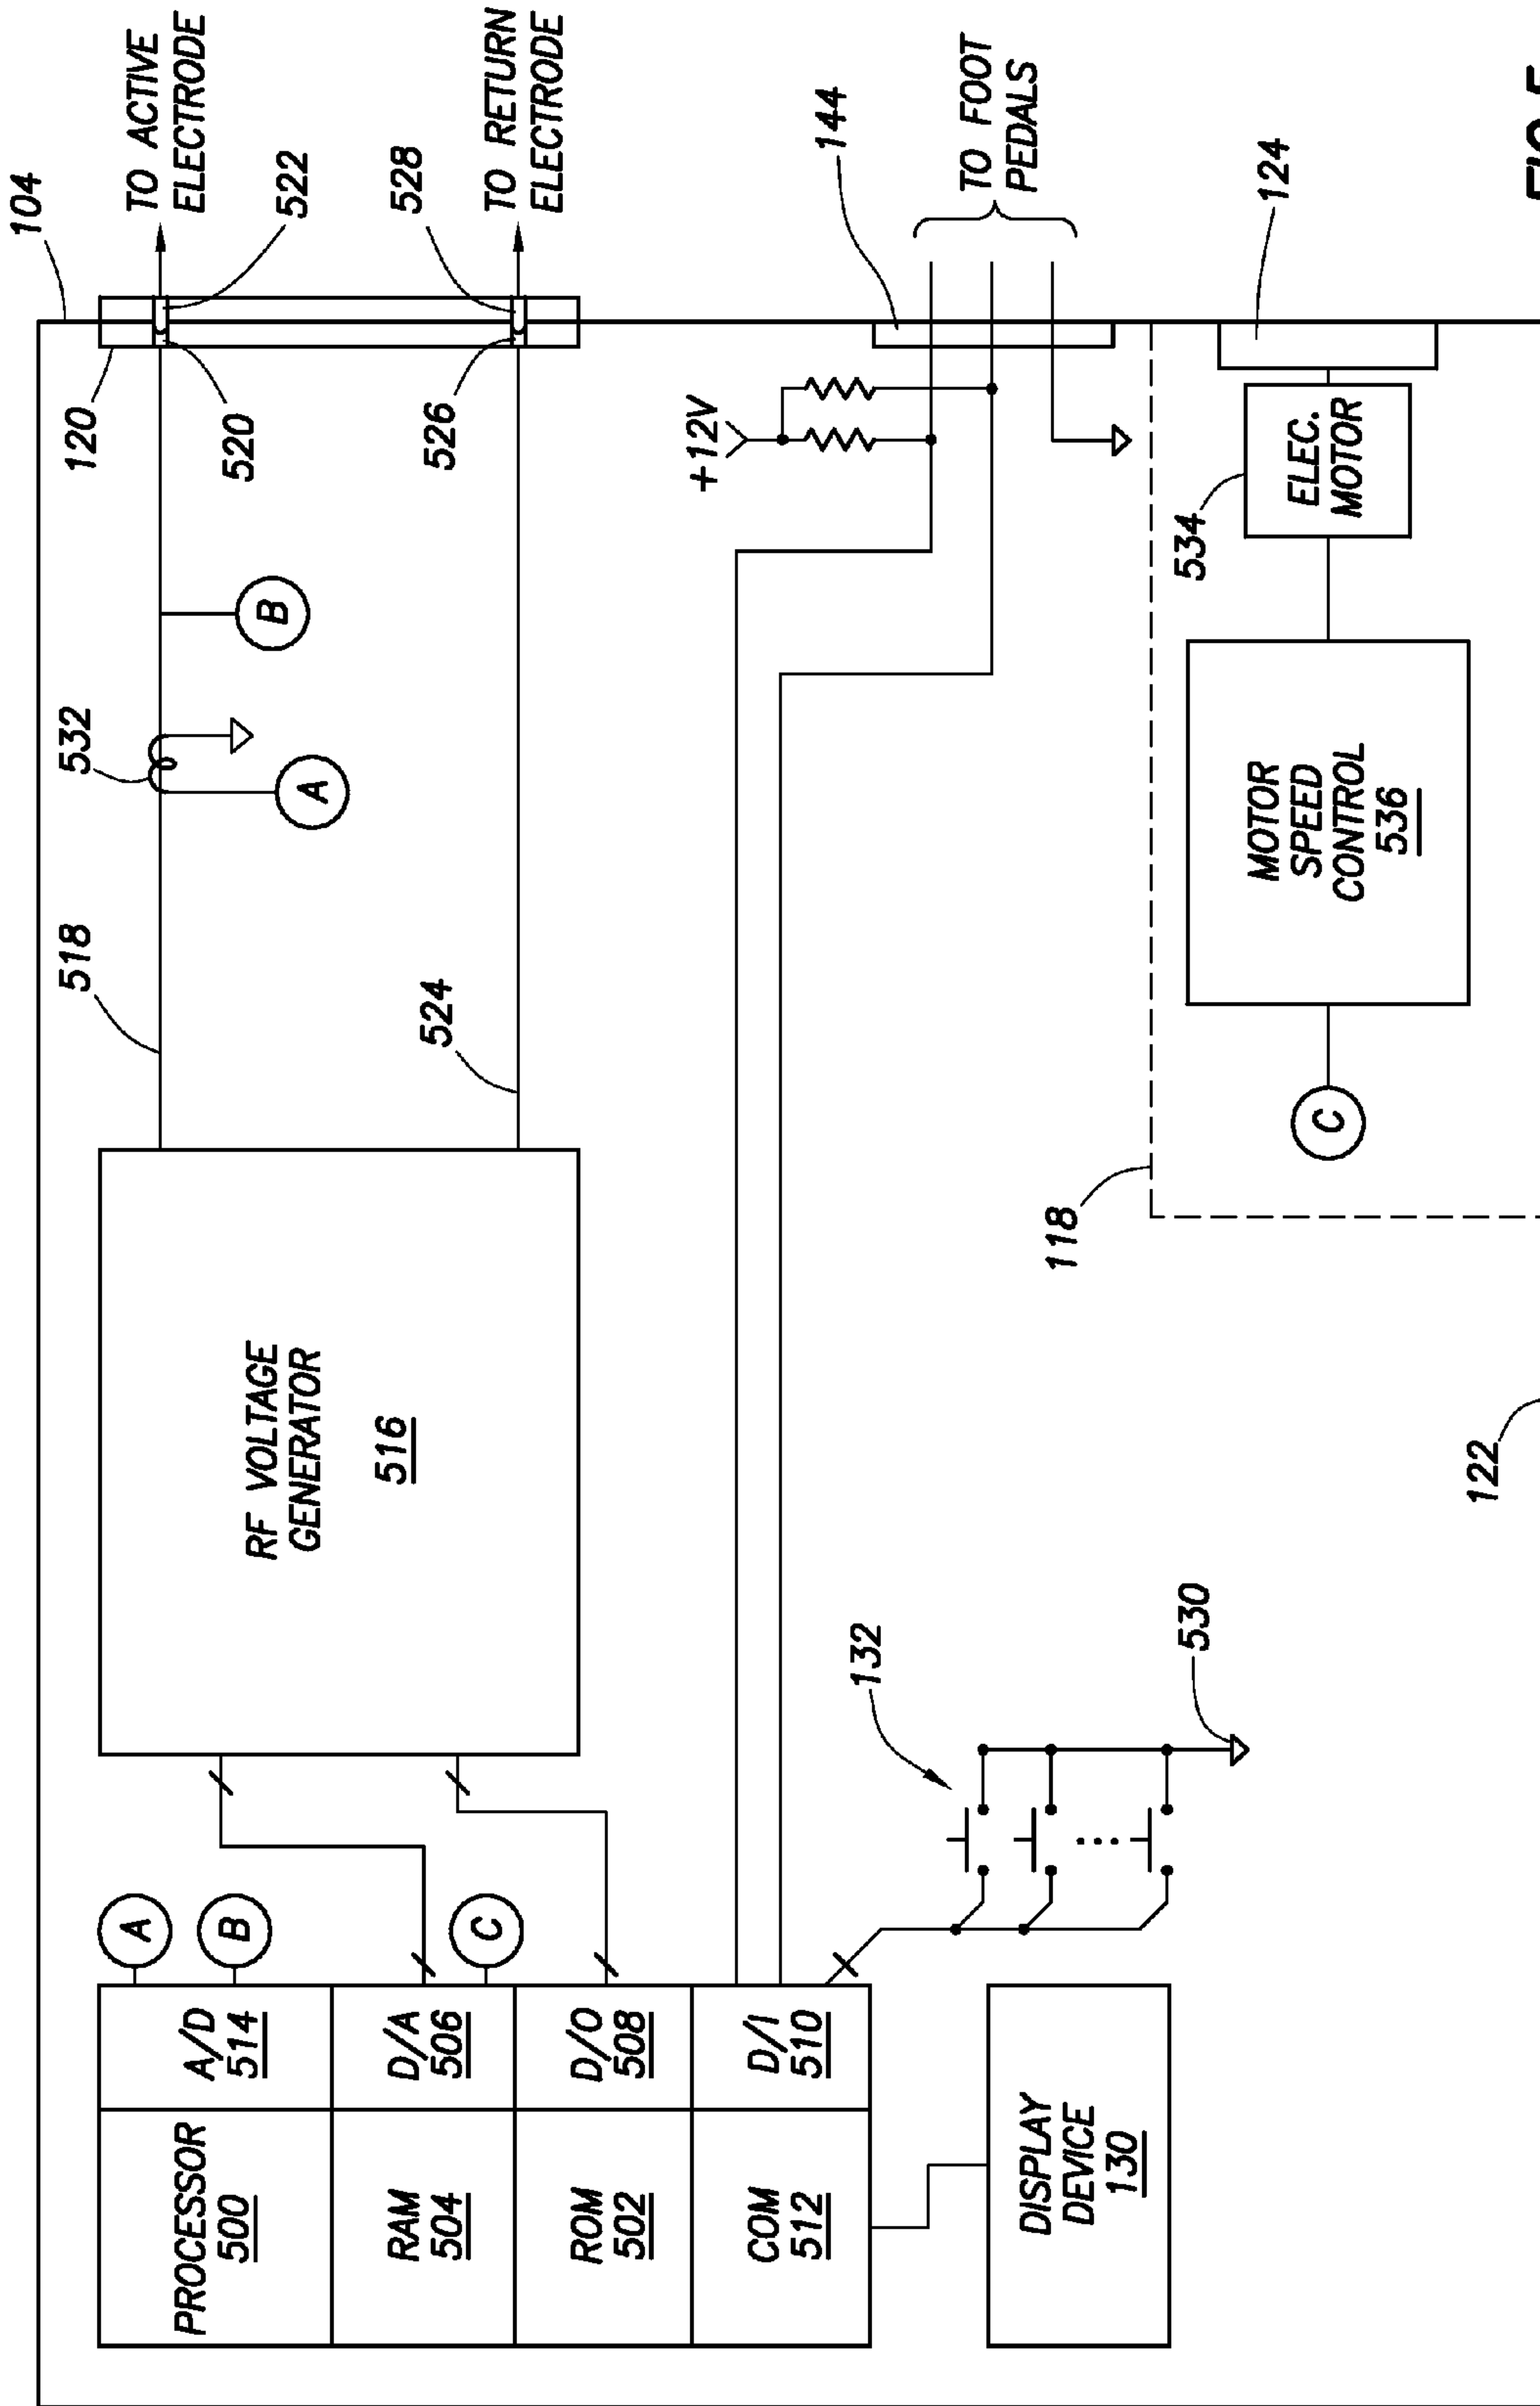 104
TO ACTIVE
ELECTRODE
522
528
TO RETURN
ELECTRODE
144
TO FOOT
PEDALS
124
120
520
526
+12V
532
B
A
518
524
534
ELEC.
MOTOR
MOTOR
SPEED
CONTROL
536
C
118
122
RF VOLTAGE
GENERATOR
516
132
530
A
B
C
PROCESSOR
500
A/D
514
RAM
504
D/A
506
ROM
502
D/O
508
COM
512
D/I
510
DISPLAY
DEVICE
130